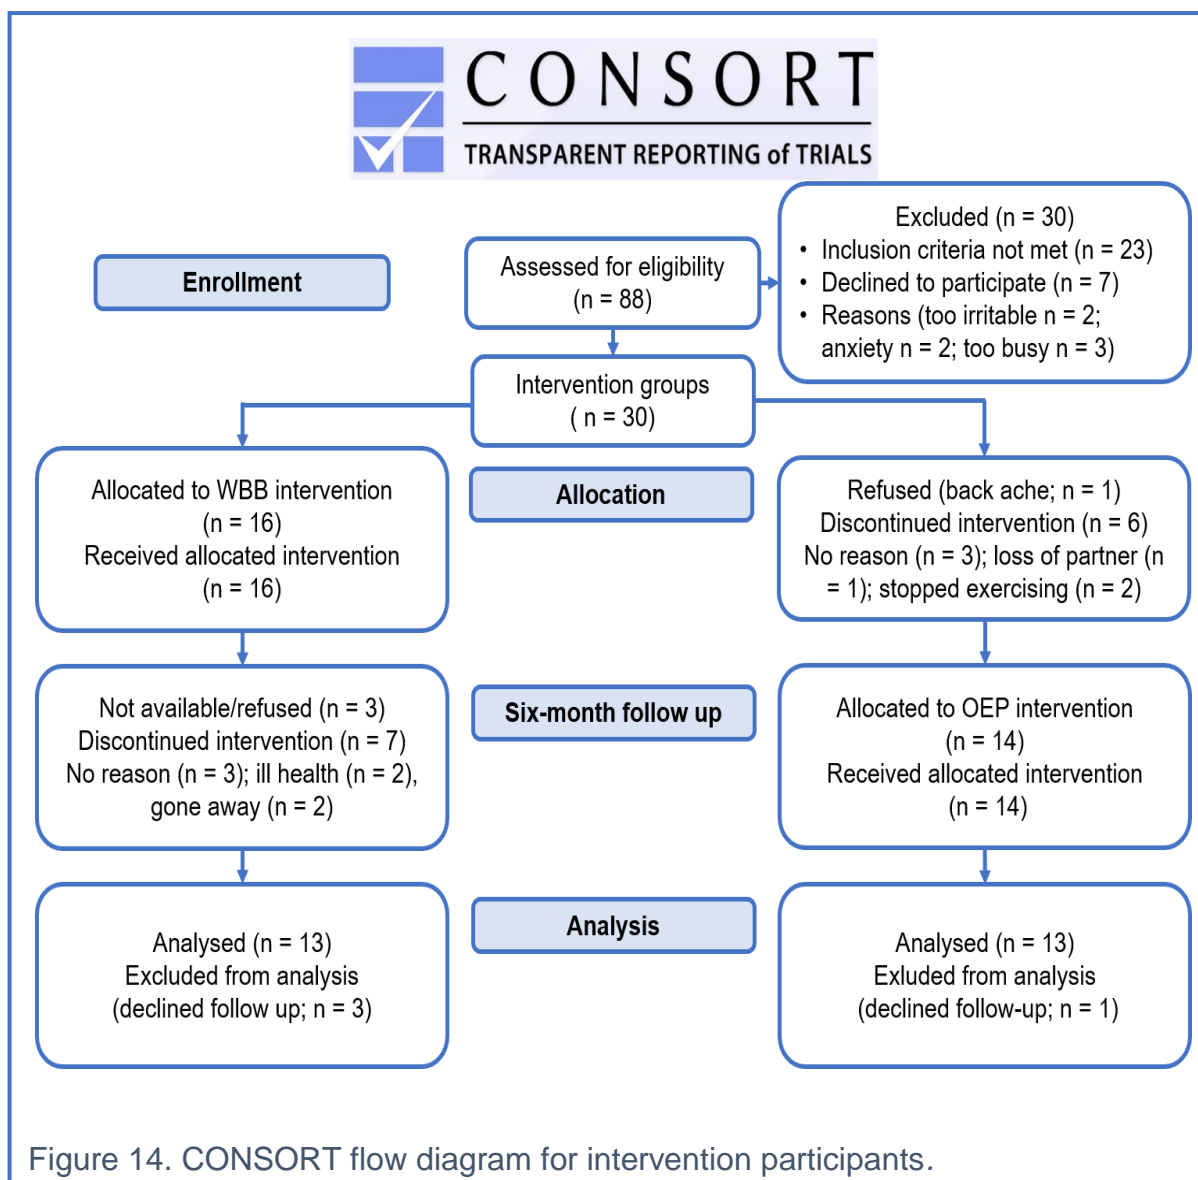 CONSORT
TRANSPARENT REPORTING of TRIALS
Enrollment
Assessed for eligibility
(n = 88)
Excluded (n = 30)
• Inclusion criteria not met (n = 23)
• Declined to participate (n = 7)
• Reasons (too irritable n = 2;
anxiety n = 2; too busy n = 3)
Intervention groups
( n = 30)
Allocated to WBB intervention
(n = 16)
Received allocated intervention
(n = 16)
Allocation
Refused (back ache; n = 1)
Discontinued intervention (n = 6)
No reason (n = 3); loss of partner (n
= 1); stopped exercising (n = 2)
Not available/refused (n = 3)
Discontinued intervention (n = 7)
No reason (n = 3); ill health (n = 2),
gone away (n = 2)
Six-month follow up
Allocated to OEP intervention
(n = 14)
Received allocated intervention
(n = 14)
Analysed (n = 13)
Excluded from analysis
(declined follow up; n = 3)
Analysis
Analysed (n = 13)
Exluded from analysis
(declined follow-up; n = 1)
Figure 14. CONSORT flow diagram for intervention participants.